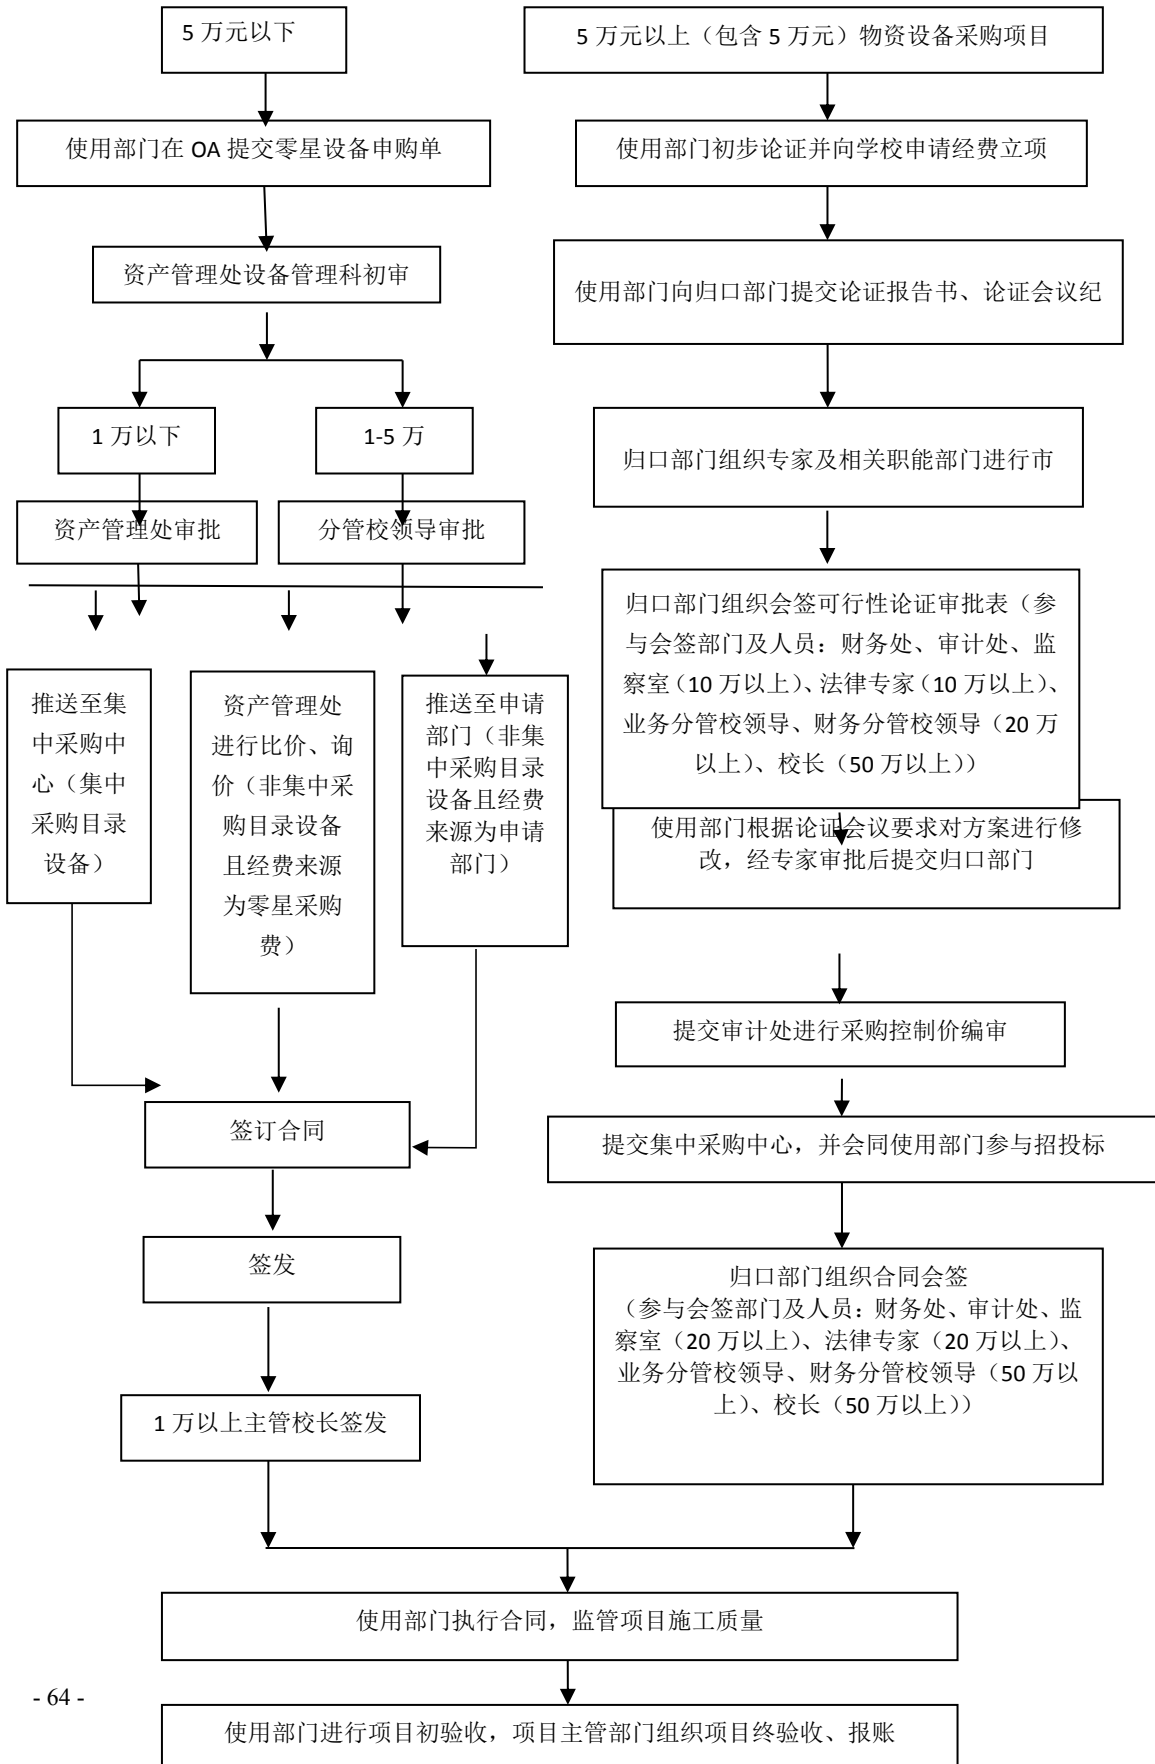 5 万元以下
5 万元以上（包含 5 万元）物资设备采购项目
使用部门在 OA 提交零星设备申购单
使用部门初步论证并向学校申请经费立项
资产管理处设备管理科初审
使用部门向归口部门提交论证报告书、论证会议纪
1 万以下
1-5 万
归口部门组织专家及相关职能部门进行市
资产管理处审批
分管校领导审批
归口部门组织会签可行性论证审批表（参
与会签部门及人员：财务处、审计处、监
察室（10 万以上）、法律专家（10 万以上）、
业务分管校领导、财务分管校领导（20 万
以上）、校长（50 万以上））
推送至集
中采购中
心（集中
采购目录
设备）
资产管理处
进行比价、询
价（非集中采
购目录设备
且经费来源
为零星采购
费）
推送至申请
部门（非集
中采购目录
设备且经费
来源为申请
部门）
使用部门根据论证会议要求对方案进行修
改，经专家审批后提交归口部门
提交审计处进行采购控制价编审
签订合同
提交集中采购中心，并会同使用部门参与招投标
签发
归口部门组织合同会签
（参与会签部门及人员：财务处、审计处、监
察室（20 万以上）、法律专家（20 万以上）、
业务分管校领导、财务分管校领导（50 万以
上）、校长（50 万以上））
1 万以上主管校长签发
使用部门执行合同，监管项目施工质量
- 64 -
使用部门进行项目初验收，项目主管部门组织项目终验收、报账